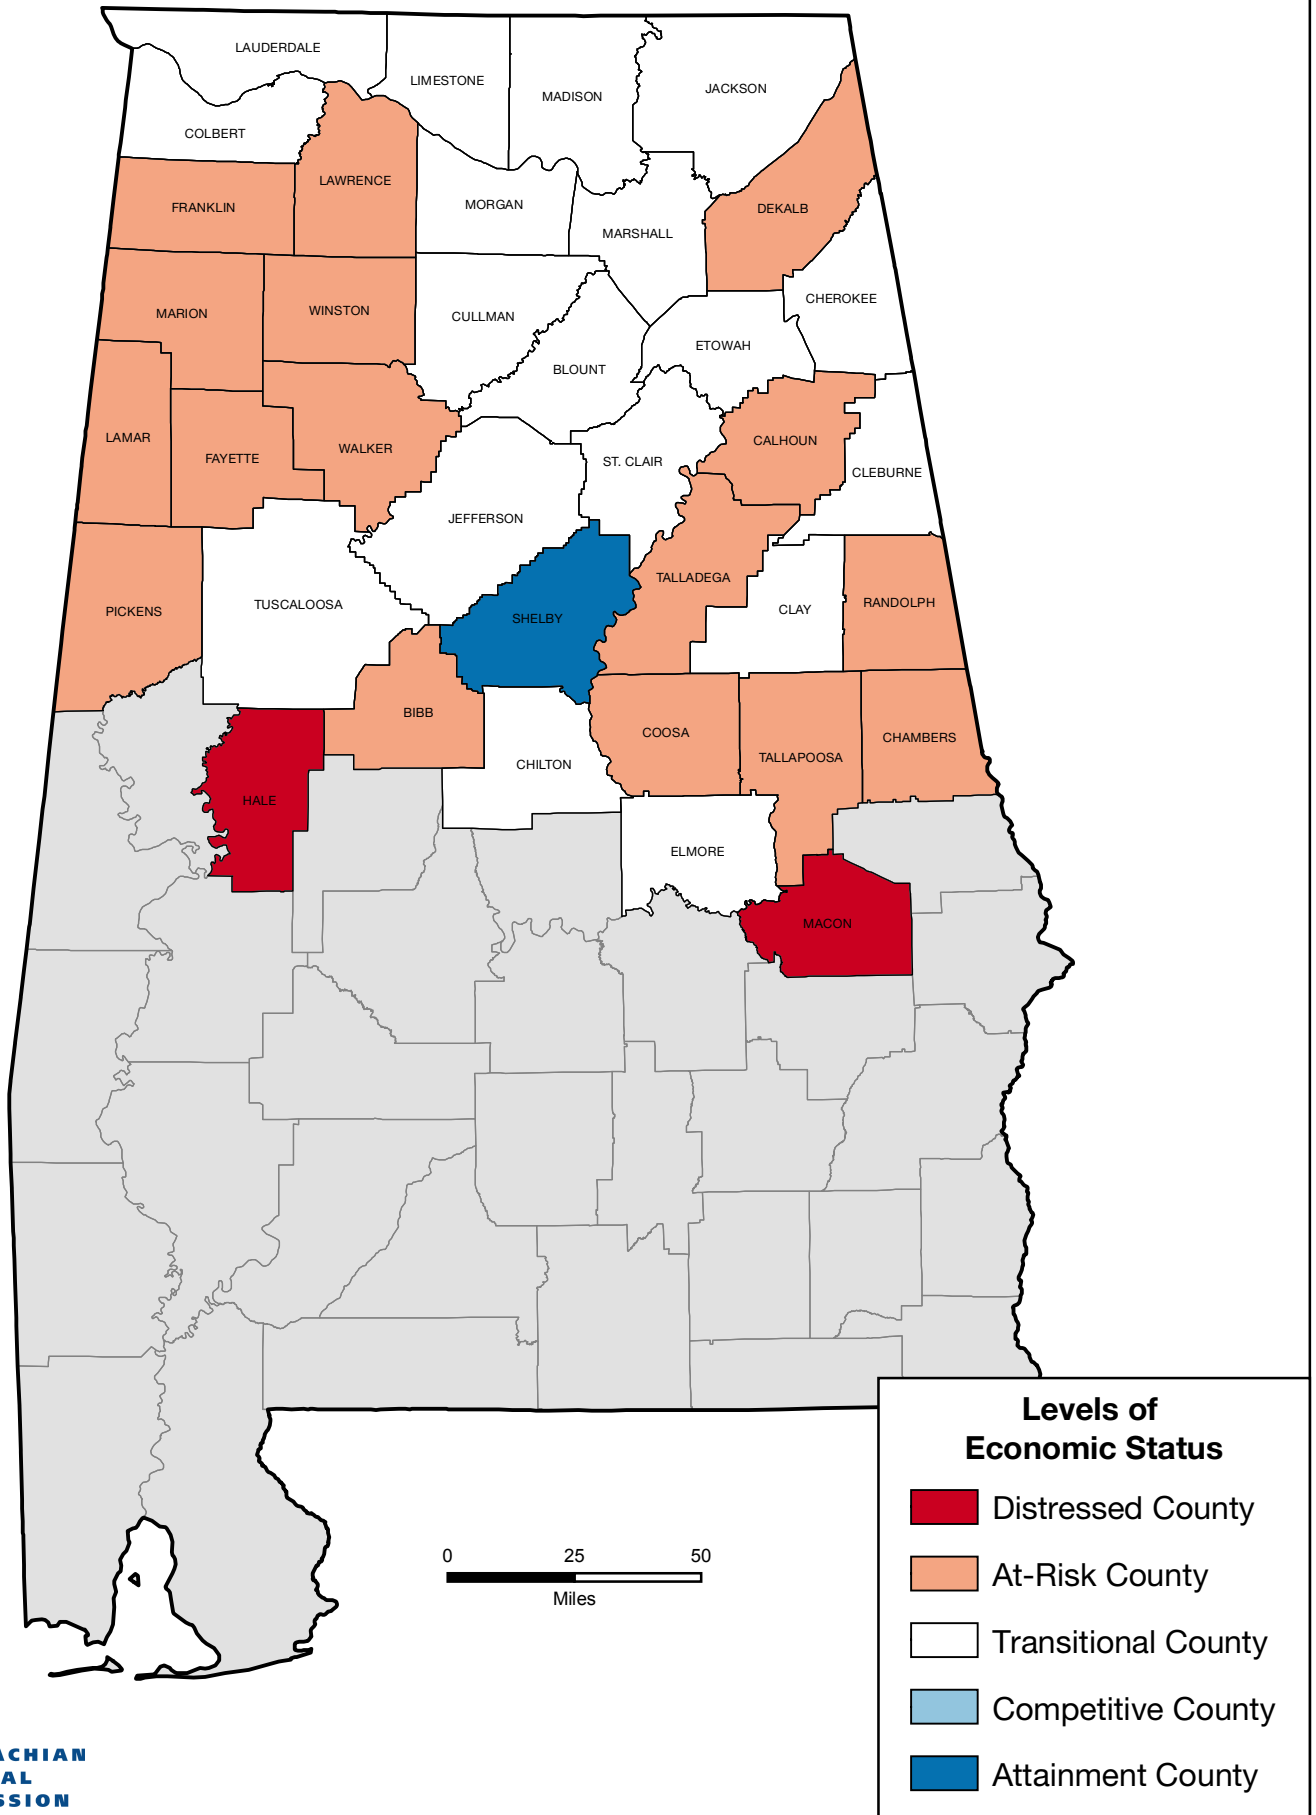 LAUDERDALE
LIMESTONE
MADISON
JACKSON
COLBERT
LAWRENCE
FRANKLIN
MORGAN
MARSHALL
DEKALB
MARION
WINSTON
CULLMAN
CHEROKEE
BLOUNT
ETOWAH
LAMAR
FAYETTE
WALKER
ST. CLAIR
CALHOUN
CLEBURNE
JEFFERSON
TALLADEGA
PICKENS
TUSCALOOSA
SHELBY
CLAY
RANDOLPH
BIBB
COOSA
TALLAPOOSA
CHAMBERS
CHILTON
HALE
ELMORE
MACON
Levels of
Economic Status
Distressed County
At-Risk County
Transitional County
Competitive County
Attainment County
0 25 50
Miles
ACHIAN
AL
SSION